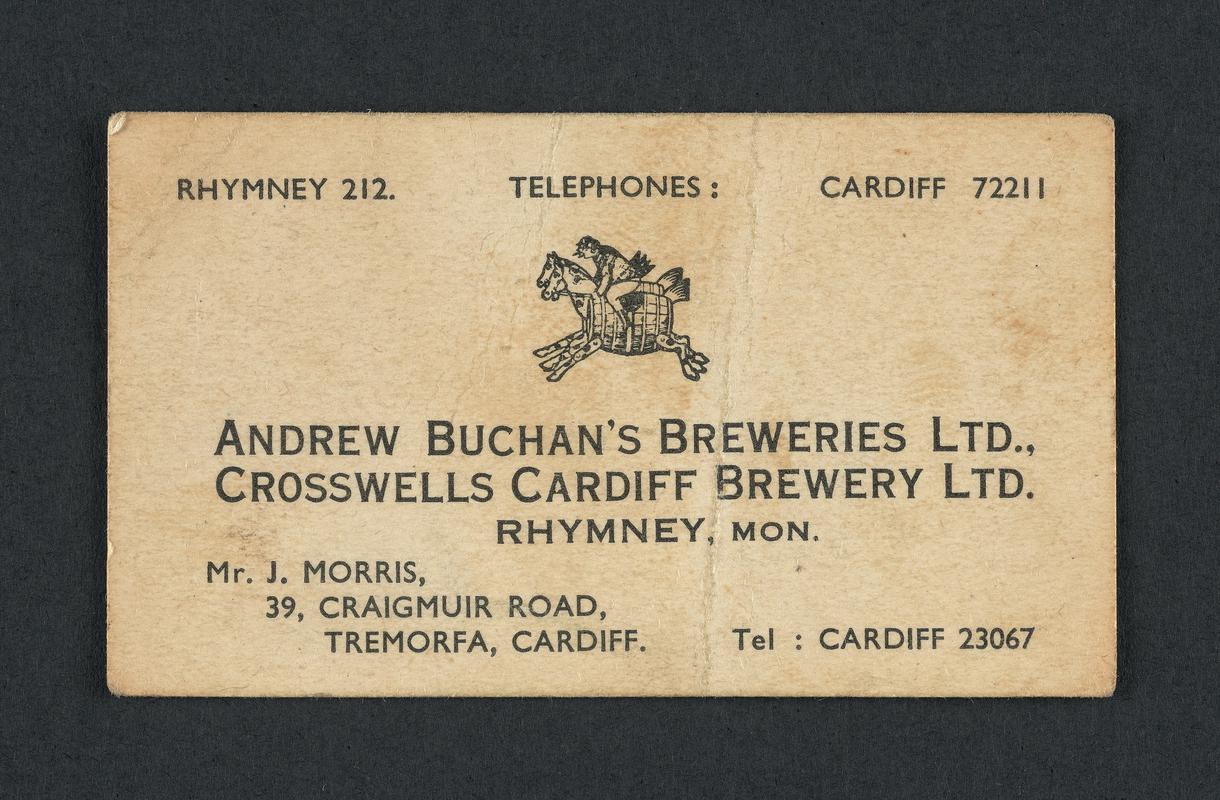 RHYMNEY 212. TELEPHONES : CARDIFF 72211
ANDREW BUCHAN'S BREWERIES LTD.,
CROSSWELLS CARDIFF BREWERY LTD.
RHYMNEY, MON.
Mr. J. MORRIS,
39, CRAIGMUIR ROAD,
TREMORFA, CARDIFF. Tel : CARDIFF 23067